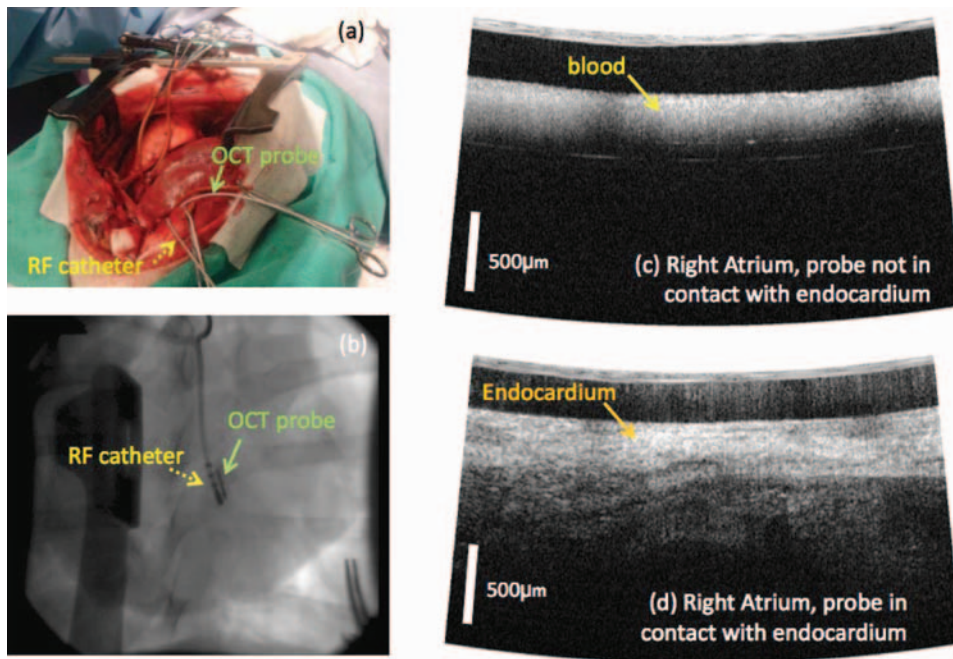 (a)
OCT probe
RF catheter
(b)
OCT probe
RF catheter
blood
500µm
(c) Right Atrium, probe not in
contact with endocardium
Endocardium
500µm
(d) Right Atrium, probe in
contact with endocardium